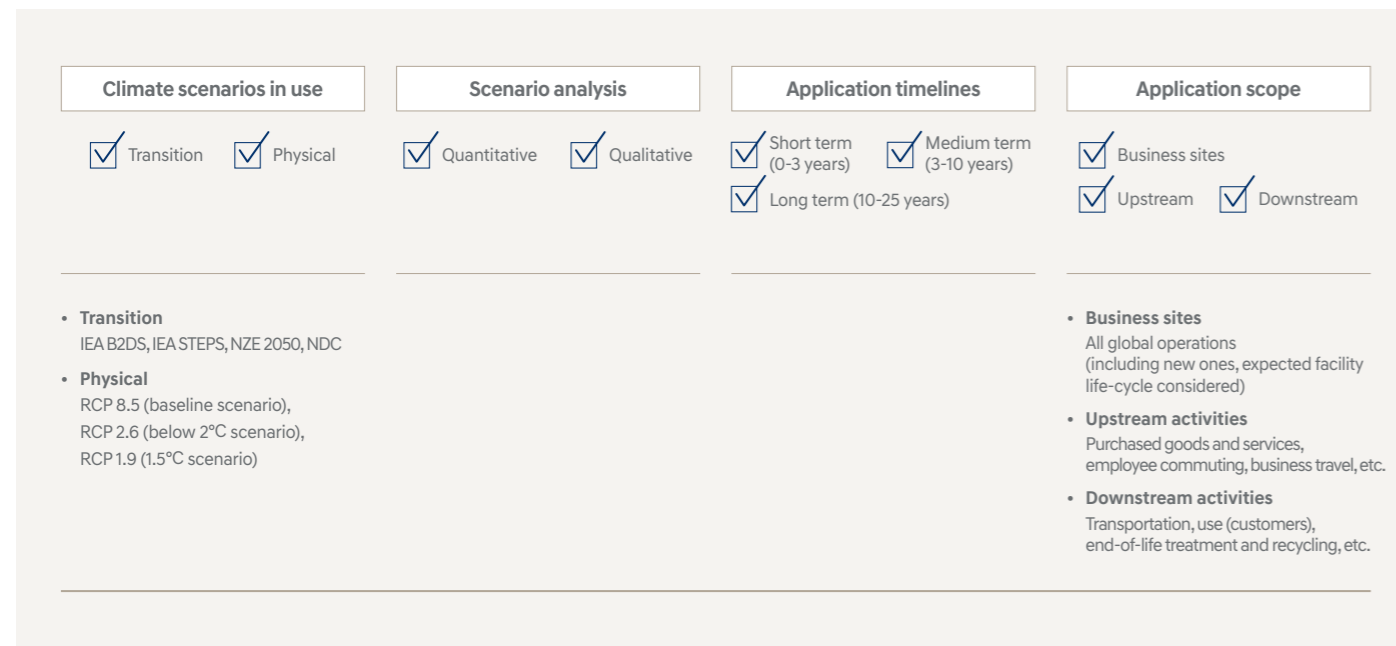 Climate scenarios in use
Transition
Physical
Scenario analysis
Quantitative
Qualitative
Application timelines
Short term
(0-3 years)
Medium term
(3-10 years)
Long term (10-25 years)
Application scope
Business sites
Upstream
Downstream
• Transition
IEA B2DS, IEA STEPS, NZE 2050, NDC
• Physical
RCP 8.5 (baseline scenario),
RCP 2.6 (below 2°C scenario),
RCP 1.9 (1.5°C scenario)
• Business sites
All global operations
(including new ones, expected facility
life-cycle considered)
• Upstream activities
Purchased goods and services,
employee commuting, business travel, etc.
• Downstream activities
Transportation, use (customers),
end-of-life treatment and recycling, etc.